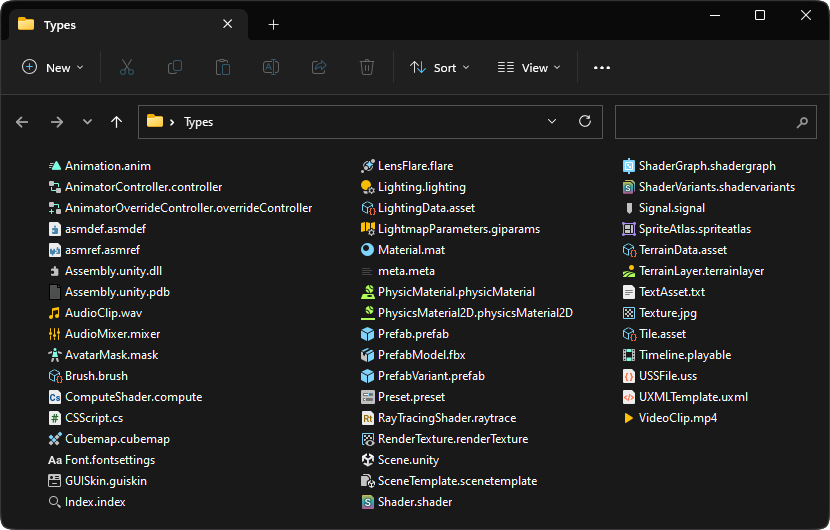 Types
New
Sort
View
Types
Animation.anim
AnimatorController.controller
AnimatorOverrideController.overrideController
asmdef.asmdef
asmref.asmref
Assembly.unity.dll
Assembly.unity.pdb
AudioClip.wav
AudioMixer.mixer
AvatarMask.mask
Brush.brush
ComputeShader.compute
CSScript.cs
Cubemap.cubemap
Font.fontsettings
GUISkin.guiskin
Index.index
LensFlare.flare
Lighting.lighting
LightingData.asset
LightmapParameters.giparams
Material.mat
meta.meta
PhysicMaterial.physicMaterial
PhysicsMaterial2D.physicsMaterial2D
Prefab.prefab
PrefabModel.fbx
PrefabVariant.prefab
Preset.preset
RayTracingShader.raytrace
RenderTexture.renderTexture
Scene.unity
SceneTemplate.scenetemplate
Shader.shader
ShaderGraph.shadergraph
ShaderVariants.shadervariants
Signal.signal
SpriteAtlas.spriteatlas
TerrainData.asset
TerrainLayer.terrainlayer
TextAsset.txt
Texture.jpg
Tile.asset
Timeline.playable
USSFile.uss
UXMLTemplate.uxml
VideoClip.mp4